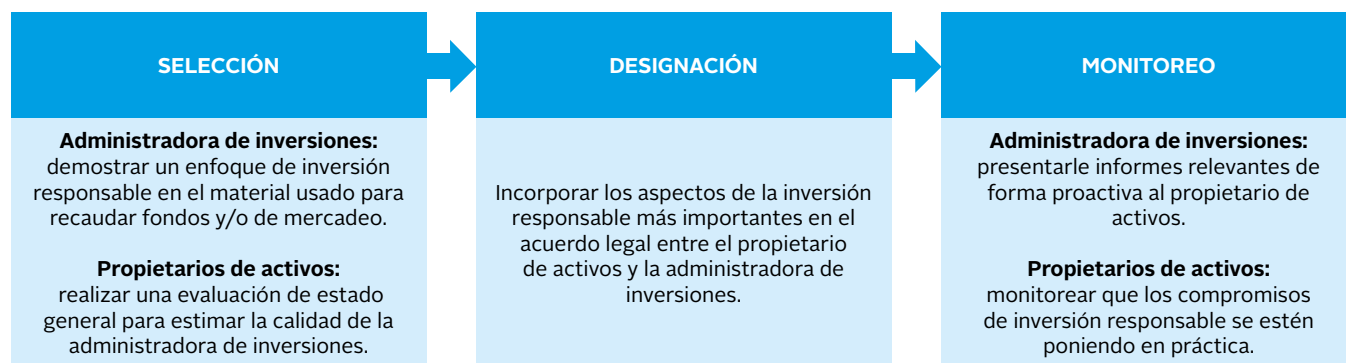 SELECCIÓN
Administradora de inversiones:
demostrar un enfoque de inversión
responsable en el material usado para
recaudar fondos y/o de mercadeo.
Propietarios de activos:
realizar una evaluación de estado
general para estimar la calidad de la
administradora de inversiones.
DESIGNACIÓN
Incorporar los aspectos de la inversión
responsable más importantes en el
acuerdo legal entre el propietario
de activos y la administradora de
inversiones.
MONITOREO
Administradora de inversiones:
presentarle informes relevantes de
forma proactiva al propietario de
activos.
Propietarios de activos:
monitorear que los compromisos
de inversión responsable se estén
poniendo en práctica.